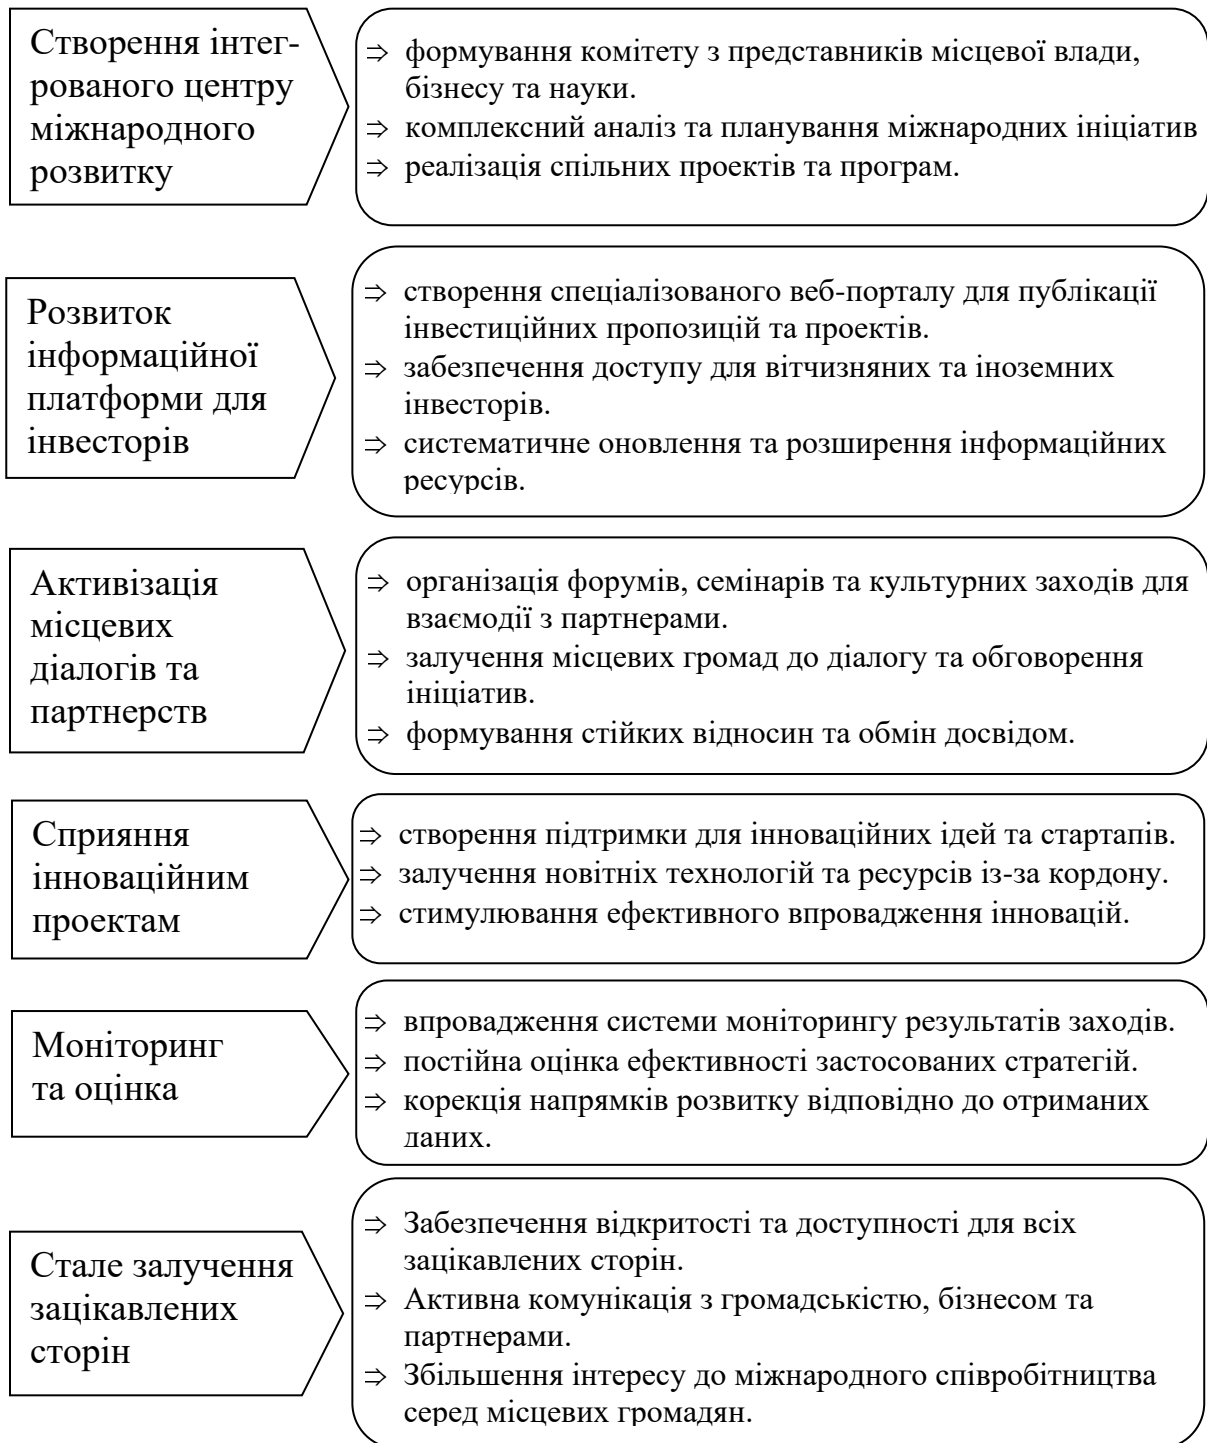 Створення інтег-
рованого центру
міжнародного
розвитку
⇒ формування комітету з представників місцевої влади,
бізнесу та науки.
⇒ комплексний аналіз та планування міжнародних ініціатив
⇒ реалізація спільних проектів та програм.
Розвиток
інформаційної
платформи для
інвесторів
⇒ створення спеціалізованого веб-порталу для публікації
інвестиційних пропозицій та проектів.
⇒ забезпечення доступу для вітчизняних та іноземних
інвесторів.
⇒ систематичне оновлення та розширення інформаційних
ресурсів.
Активізація
місцевих
діалогів та
партнерств
⇒ організація форумів, семінарів та культурних заходів для
взаємодії з партнерами.
⇒ залучення місцевих громад до діалогу та обговорення
ініціатив.
⇒ формування стійких відносин та обмін досвідом.
Сприяння
інноваційним
проектам
⇒ створення підтримки для інноваційних ідей та стартапів.
⇒ залучення новітніх технологій та ресурсів із-за кордону.
⇒ стимулювання ефективного впровадження інновацій.
Моніторинг
та оцінка
⇒ впровадження системи моніторингу результатів заходів.
⇒ постійна оцінка ефективності застосованих стратегій.
⇒ корекція напрямків розвитку відповідно до отриманих
даних.
Стале залучення
зацікавлених
сторін
⇒ Забезпечення відкритості та доступності для всіх
зацікавлених сторін.
⇒ Активна комунікація з громадськістю, бізнесом та
партнерами.
⇒ Збільшення інтересу до міжнародного співробітництва
серед місцевих громадян.